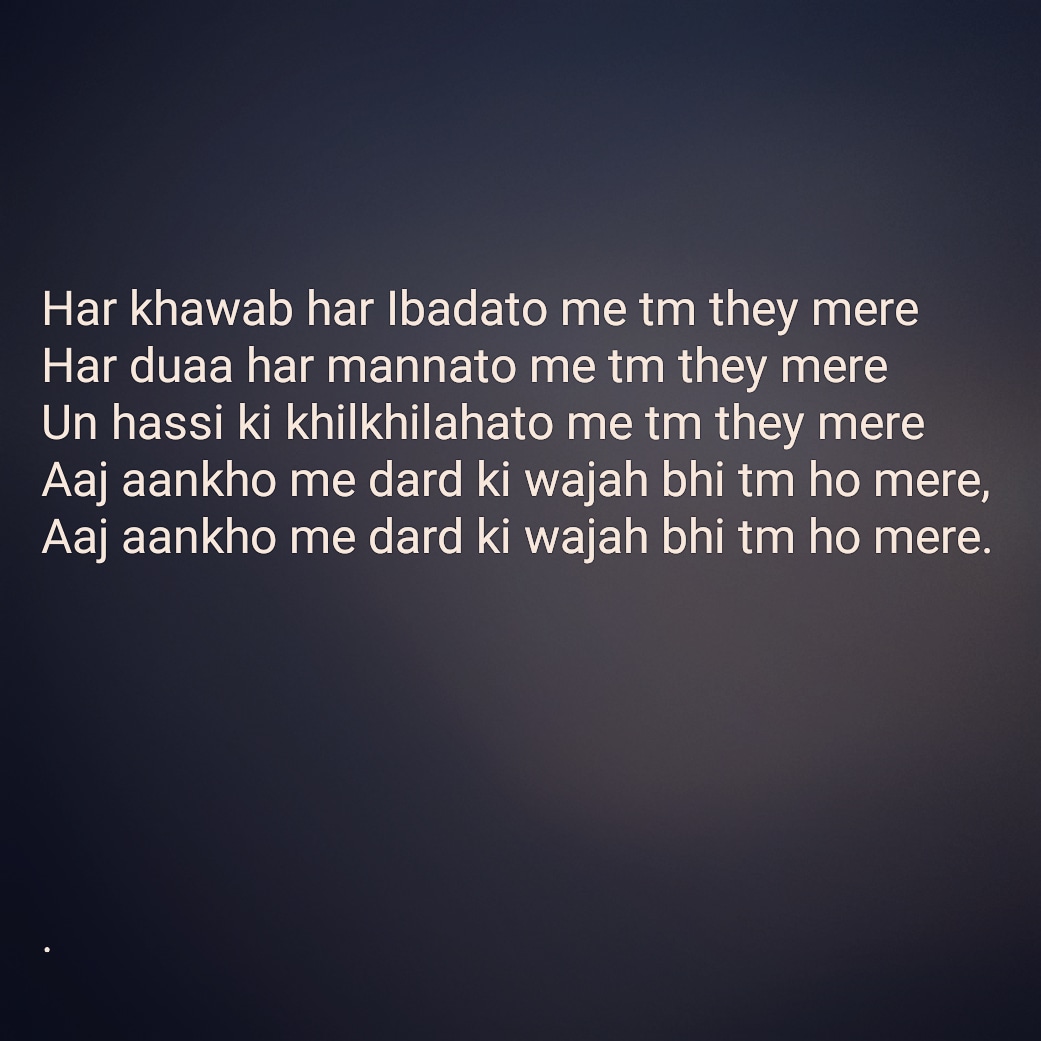 Har khawab har Ibadato me tm they mere
Har duaa har mannato me tm they mere
Un hassi ki khilkhilahato me tm they mere
Aaj aankho me dard ki wajah bhi tm ho mere,
Aaj aankho me dard ki wajah bhi tm ho mere.
.